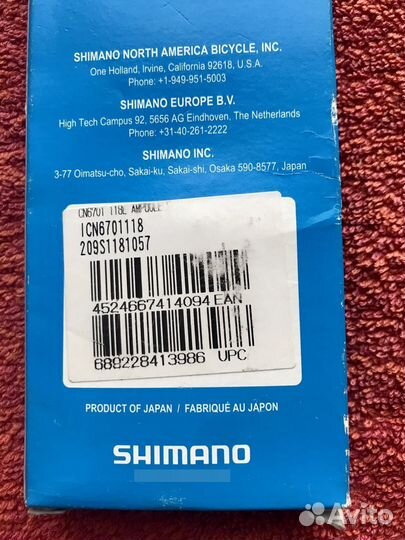 SHIMANO NORTH AMERICA BICYCLE, INC.
One Holland, Irvine, California 92618, U.S.A.
Phone: +1-949-951-5003
SHIMANO EUROPE B.V.
High Tech Campus 92, 5656 AG Eindhoven, The Netherlands
Phone: +31-40-261-2222
SHIMANO INC.
3-77 Oimatsu-cho, Sakai-ku, Sakai-shi, Osaka 590-8577, Japan
CN6701 118L AMPOULE
ICN6701118
209S1181057
4524667414094 EAN
689228413986 UPC
PRODUCT OF JAPAN / FABRIQUÉ AU JAPON
SHIMANO
Avito